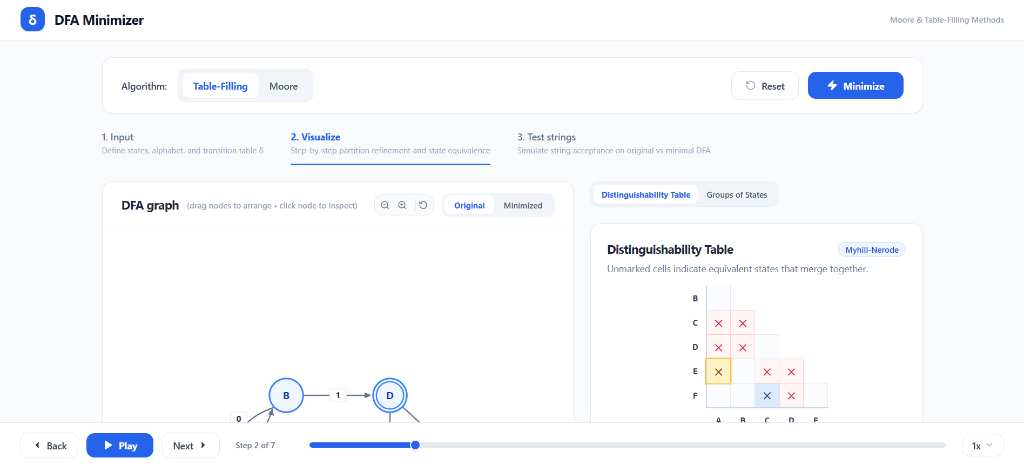 δ DFA Minimizer
Moore & Table-Filling Methods
Algorithm: Table-Filling Moore
Reset Minimize
1. Input
Define states, alphabet, and transition table δ
2. Visualize
Step-by-step partition refinement and state equivalence
3. Test strings
Simulate string acceptance on original vs minimal DFA
DFA graph (drag nodes to arrange • click node to inspect)
Original Minimized
B 1 D
0
Distinguishability Table Groups of States
Distinguishability Table Myhill-Nerode
Unmarked cells indicate equivalent states that merge together.
B
C × ×
D × ×
E × × ×
F × ×
A B C D E
Back Play Next Step 2 of 7 1x